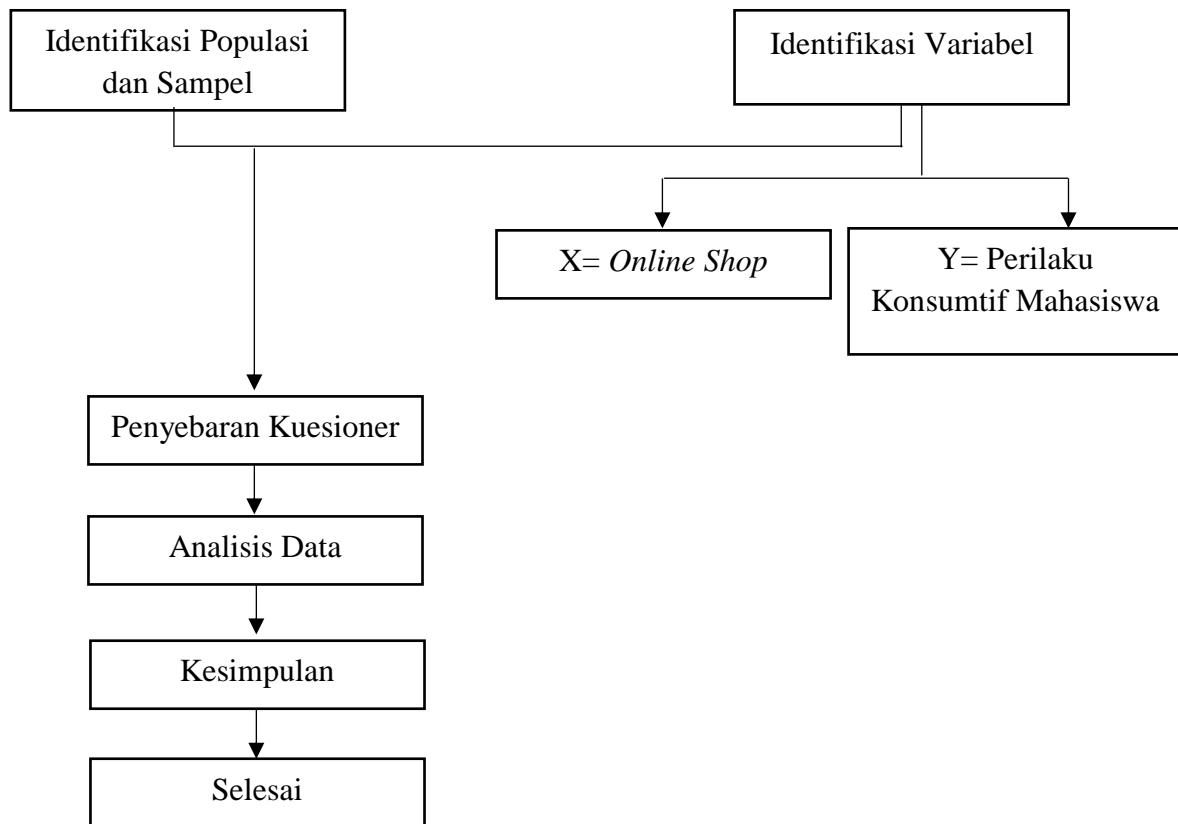 Identifikasi Populasi
dan Sampel
Identifikasi Variabel
X= Online Shop
Y= Perilaku
Konsumtif Mahasiswa
Penyebaran Kuesioner
Analisis Data
Kesimpulan
Selesai